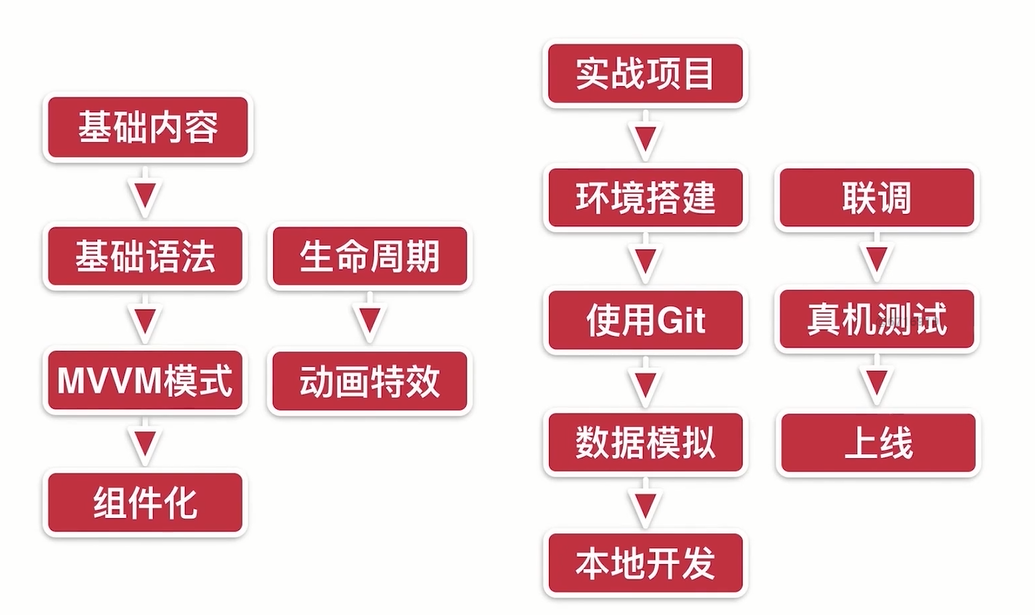 基础内容
基础语法
MVVM模式
组件化
生命周期
动画特效
实战项目
环境搭建
使用Git
数据模拟
本地开发
联调
真机测试
上线